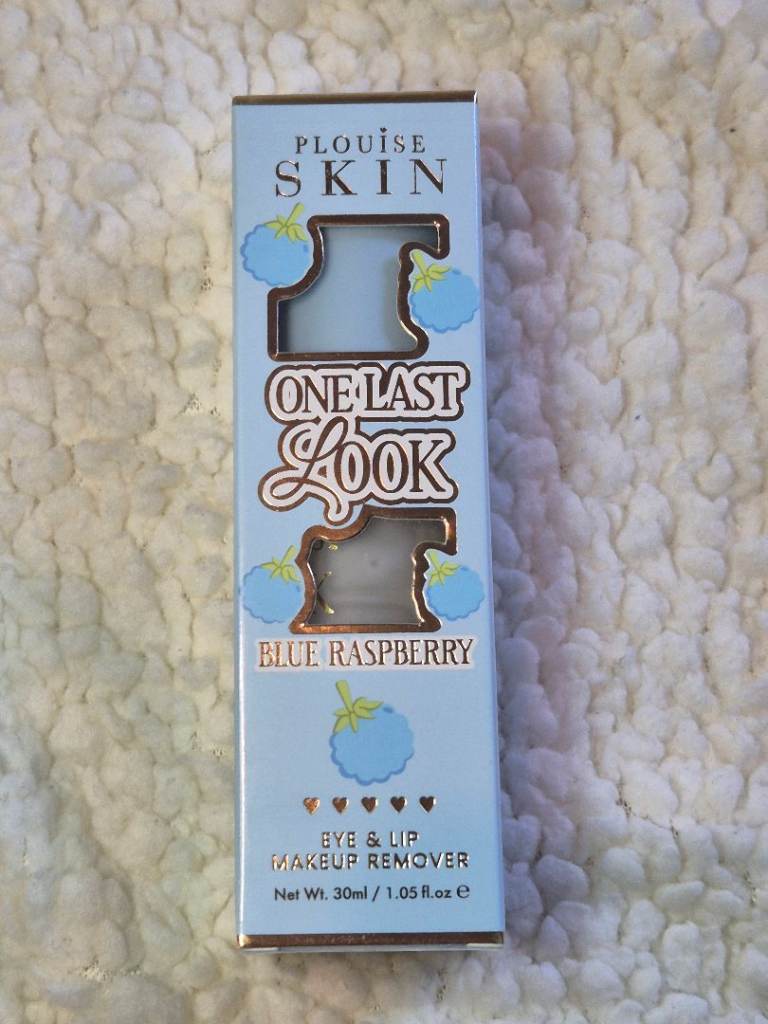 PLOUiSE
SKIN
ONE LAST
LOOK
BLUE RASPBERRY
EYE & LIP
MAKEUP REMOVER
Net Wt. 30ml / 1.05 fl.oz ℮